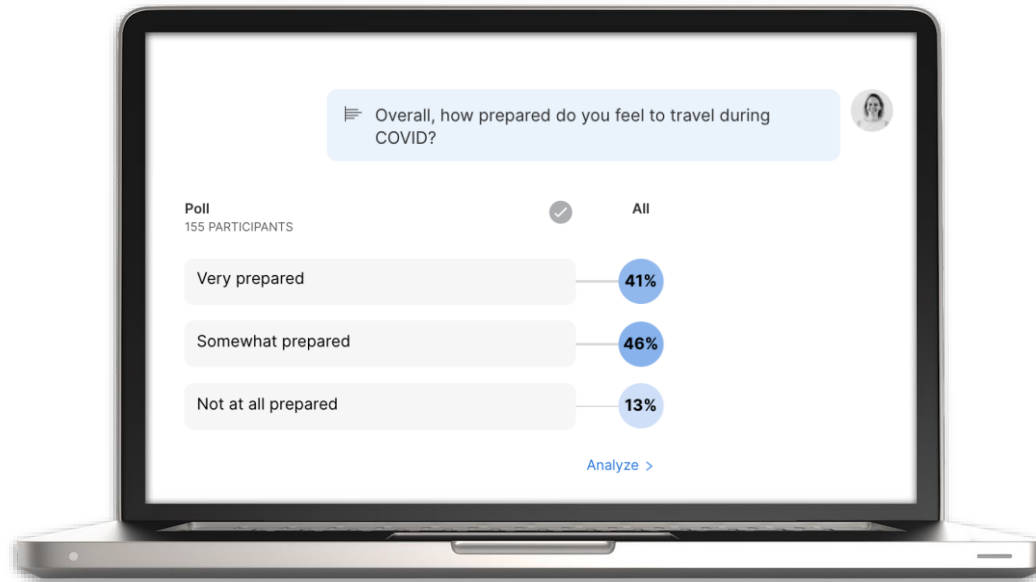 Overall, how prepared do you feel to travel during
COVID?
Poll
All
155 PARTICIPANTS
Very prepared
41%
Somewhat prepared
46%
Not at all prepared
13%
Analyze >